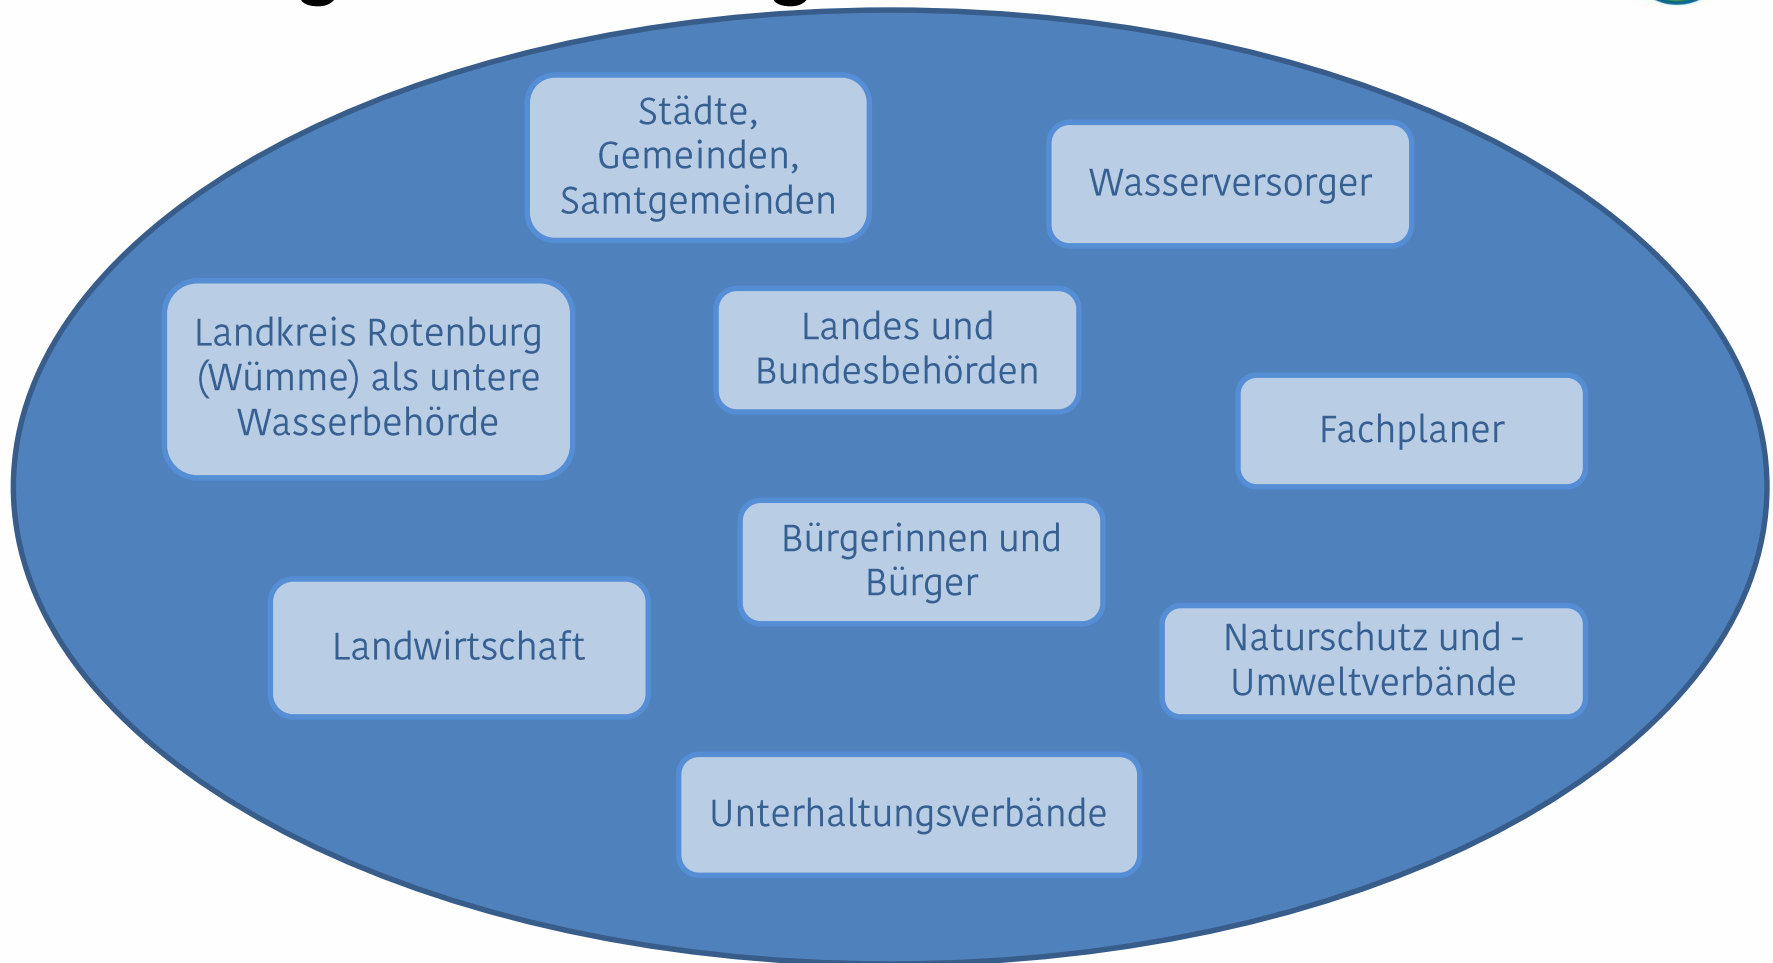 Städte,
Gemeinden,
Samtgemeinden
Wasserversorger
Landkreis Rotenburg
(Wümme) als untere
Wasserbehörde
Landes und
Bundesbehörden
Fachplaner
Bürgerinnen und
Bürger
Landwirtschaft
Naturschutz und -
Umweltverbände
Unterhaltungsverbände